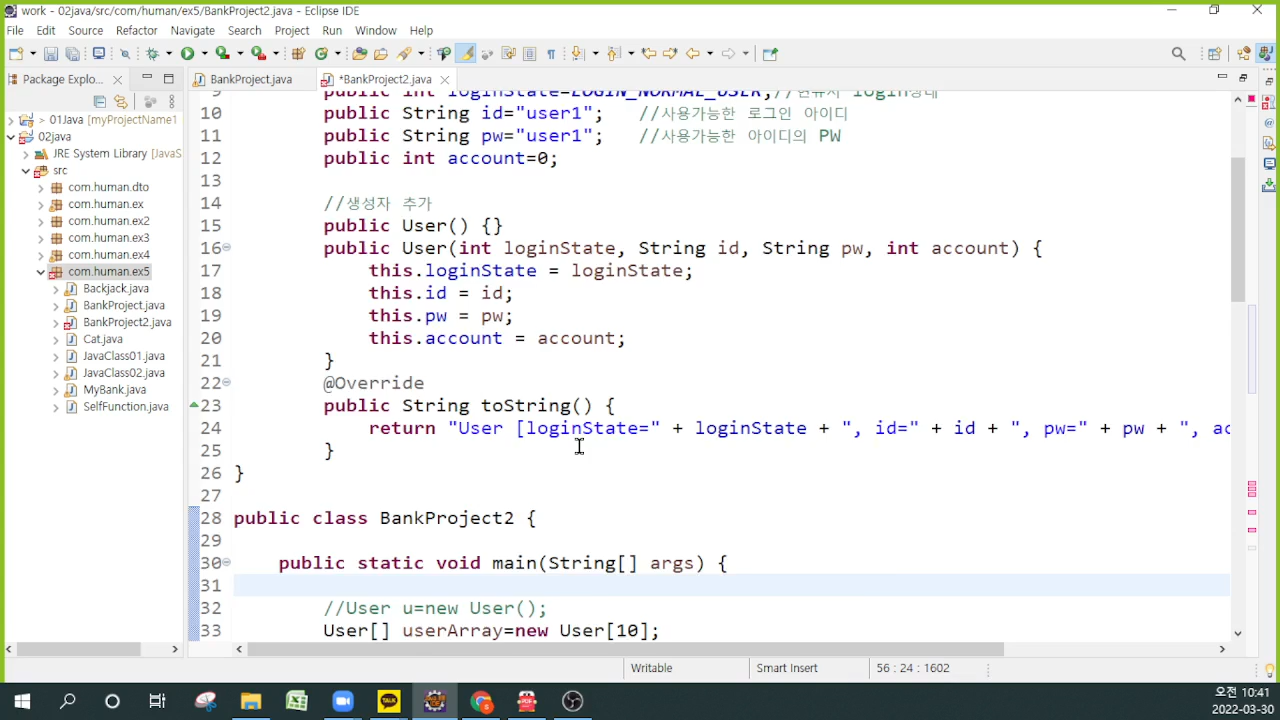 work - 02java/src/com/human/ex5/BankProject2.java - Eclipse IDE
File Edit Source Refactor Navigate Search Project Run Window Help
Package Explo...
BankProject.java
*BankProject2.java
01Java [myProjectName1
02java
JRE System Library [JavaS
src
com.human.dto
com.human.ex
com.human.ex2
com.human.ex3
com.human.ex4
com.human.ex5
Backjack.java
BankProject.java
BankProject2.java
Cat.java
JavaClass01.java
JavaClass02.java
MyBank.java
SelfFunction.java
9 public int loginState=LOGIN_NORMAL_USER;
10 public String id="user1"; //사용가능한 로그인 아이디
11 public String pw="user1"; //사용가능한 아이디의 PW
12 public int account=0;
13
14 //생성자 추가
15 public User() {}
16 public User(int loginState, String id, String pw, int account) {
17 this.loginState = loginState;
18 this.id = id;
19 this.pw = pw;
20 this.account = account;
21 }
22 @Override
23 public String toString() {
24 return "User [loginState=" + loginState + ", id=" + id + ", pw=" + pw + ", ac
25 }
26 }
27
28 public class BankProject2 {
29
30 public static void main(String[] args) {
31
32 //User u=new User();
33 User[] userArray=new User[10];
Writable
Smart Insert
56 : 24 : 1602
TALK
오전 10:41
2022-03-30